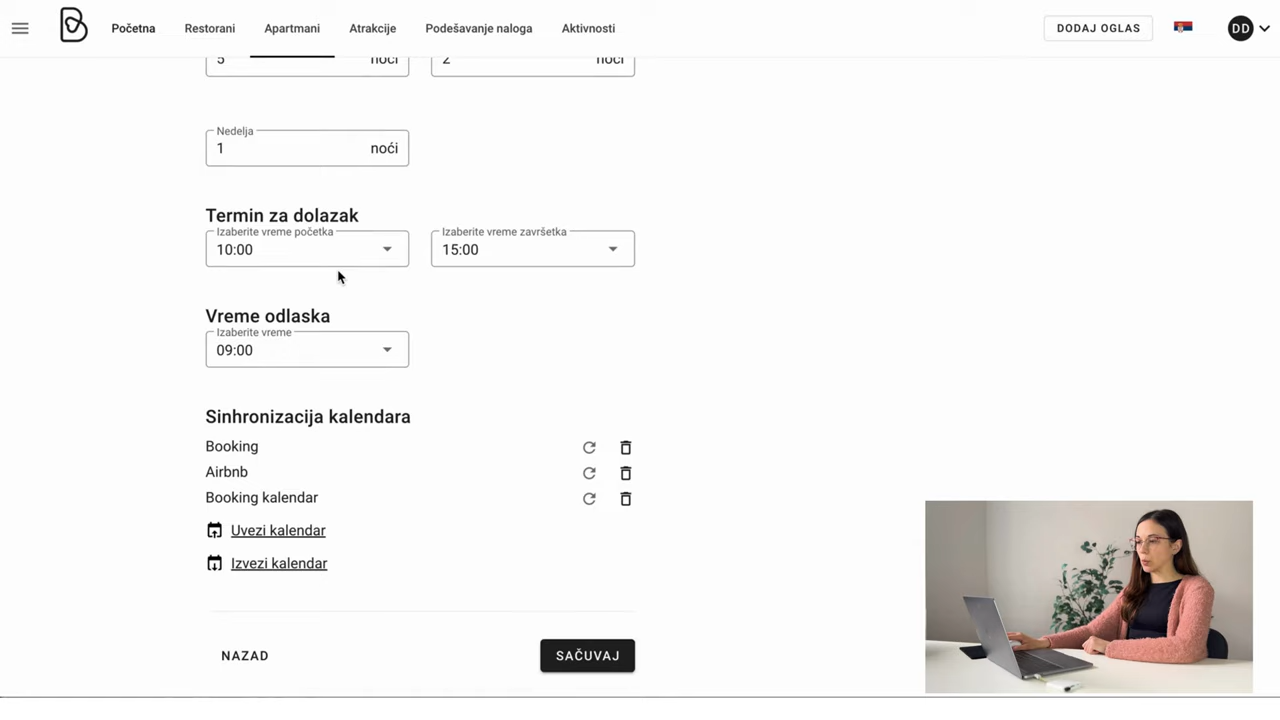 Početna Restorani Apartmani Atrakcije Podešavanje naloga Aktivnosti DODAJ OGLAS DD
5 noći 2 noći
Nedelja
1 noći
Termin za dolazak
Izaberite vreme početka Izaberite vreme završetka
10:00 15:00
Vreme odlaska
Izaberite vreme
09:00
Sinhronizacija kalendara
Booking
Airbnb
Booking kalendar
Uvezi kalendar
Izvezi kalendar
NAZAD SAČUVAJ